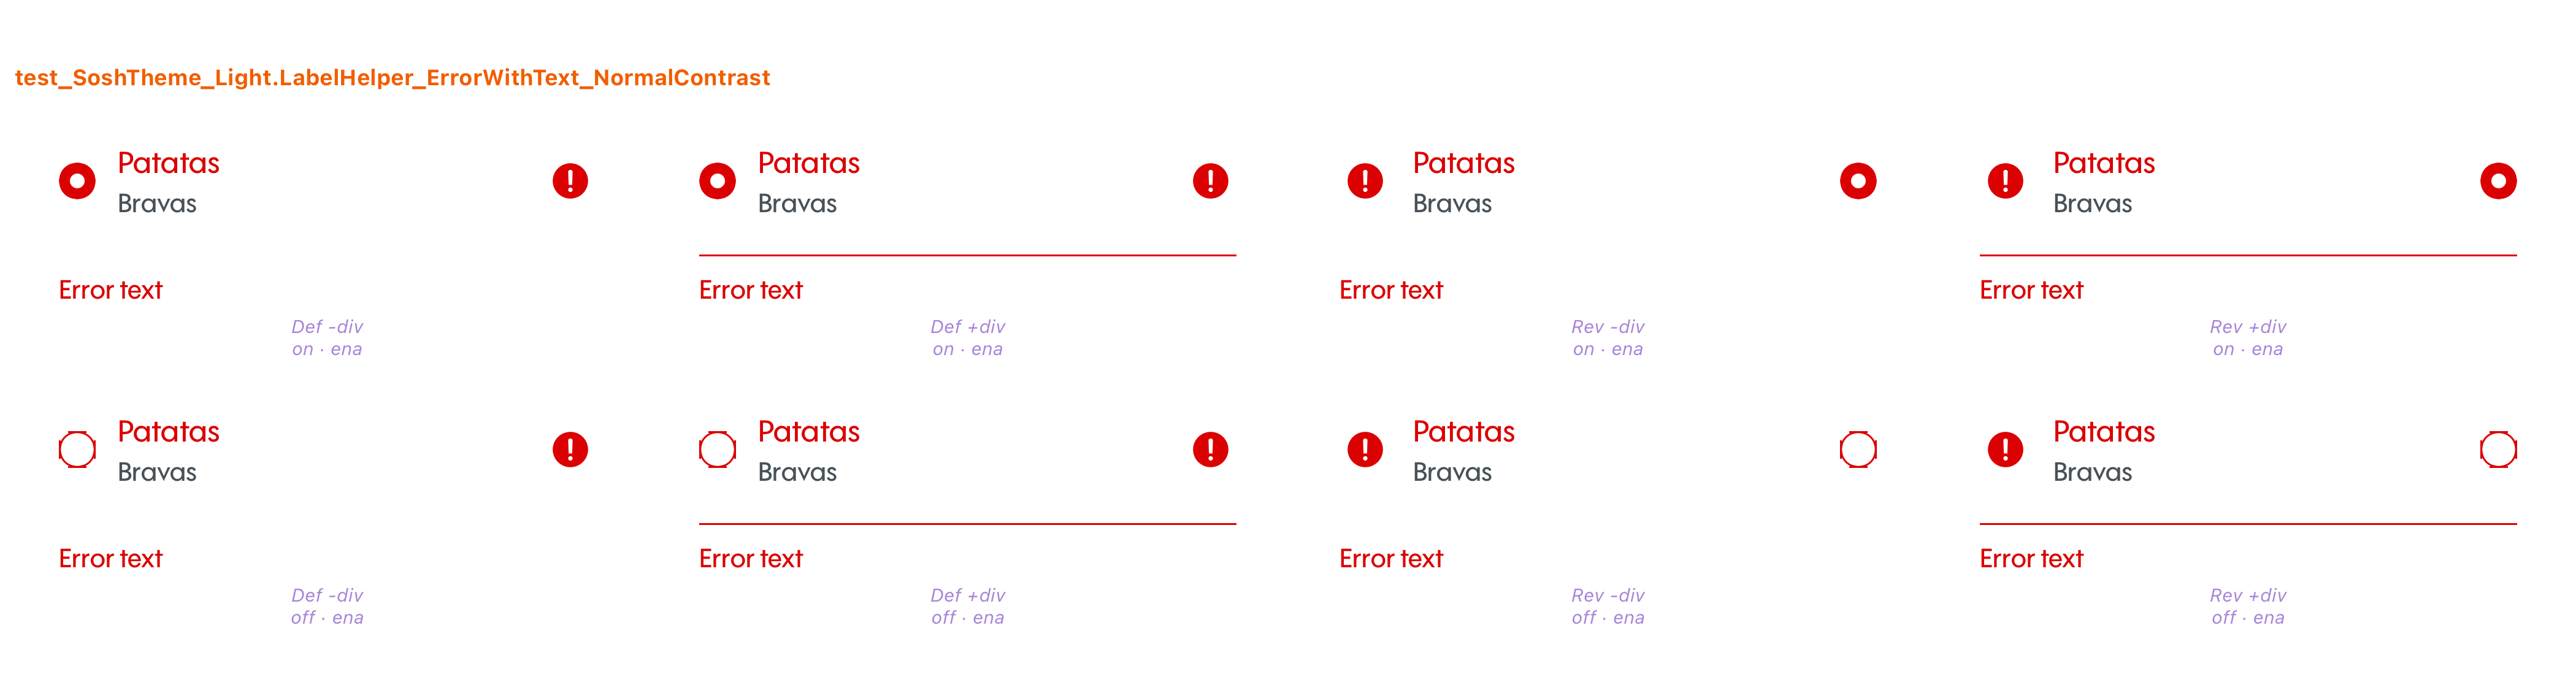 test_SoshTheme_Light.LabelHelper_ErrorWithText_NormalContrast
Patatas
Bravas
Error text
Def -div
on · ena
Patatas
Bravas
Error text
Def +div
on · ena
Patatas
Bravas
Error text
Rev -div
on · ena
Patatas
Bravas
Error text
Rev +div
on · ena
Patatas
Bravas
Error text
Def -div
off · ena
Patatas
Bravas
Error text
Def +div
off · ena
Patatas
Bravas
Error text
Rev -div
off · ena
Patatas
Bravas
Error text
Rev +div
off · ena